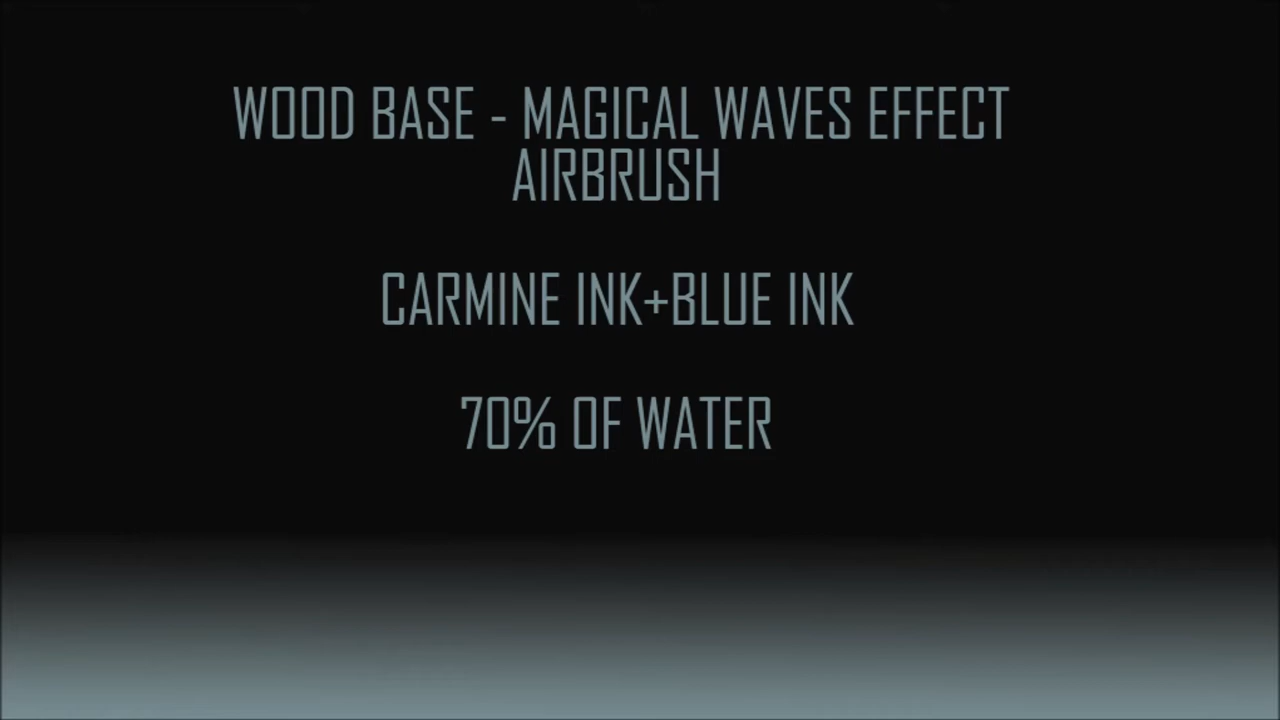 WOOD BASE - MAGICAL WAVES EFFECT
AIRBRUSH
CARMINE INK+BLUE INK
70% OF WATER